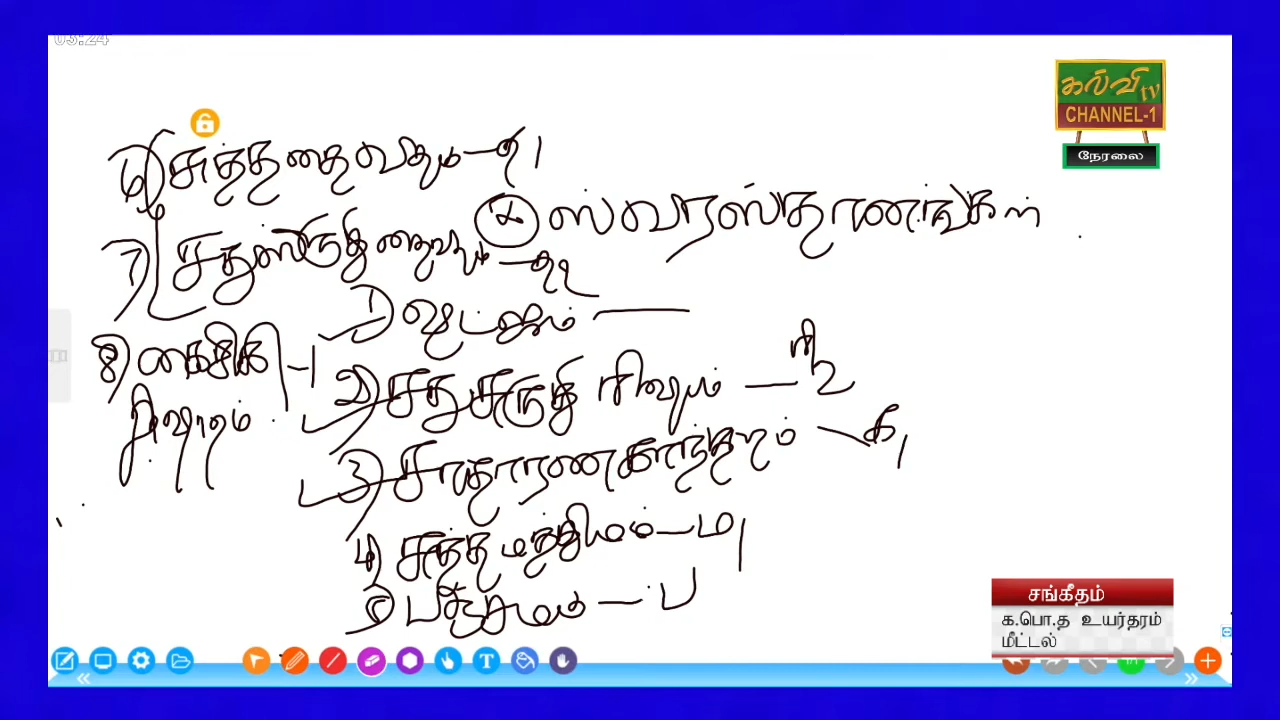 03:24
கல்வி tv
CHANNEL-1
நேரலை
6) சுத்த தைவதம் - த1
* ஸ்வரஸ்தானங்கள்
7) சதுஸ்ருதி தைவதம் - த2
1) ஷட்ஜம் —
8) கைசிகி நிஷாதம் -
2) சதுசுருதி ரிஷபம் - ரி2
3) சாதாரண காந்தாரம் - க1
4) சுத்த மத்திமம் - ம1
5) பஞ்சமம் - ப
சங்கீதம்
க.பொ.த உயர்தரம்
மீட்டல்